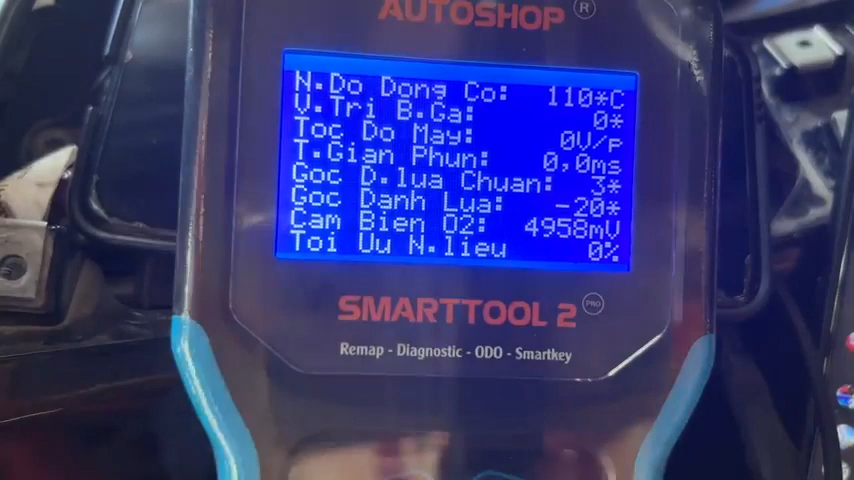 AUTOSHOP ®
N.Do Dong Co: 110*C
V.Tri B.Ga: 0*
Toc Do May: 0V/p
T.Gian Phun: 0,0ms
Goc D.lua Chuan: 3*
Goc Danh Lua: -20*
Cam Bien O2: 4958mV
Toi Uu N.lieu 0%
SMARTTOOL 2 PRO
Remap - Diagnostic - ODO - Smartkey